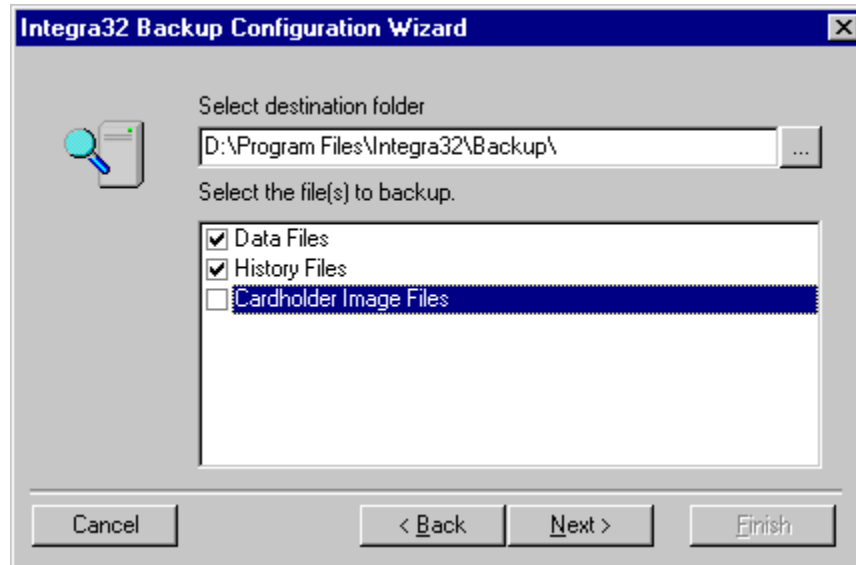 Integra32 Backup Configuration Wizard
Select destination folder
D:\Program Files\Integra32\Backup\
...
Select the file(s) to backup.
Data Files
History Files
Cardholder Image Files
Cancel
< Back
Next >
Finish